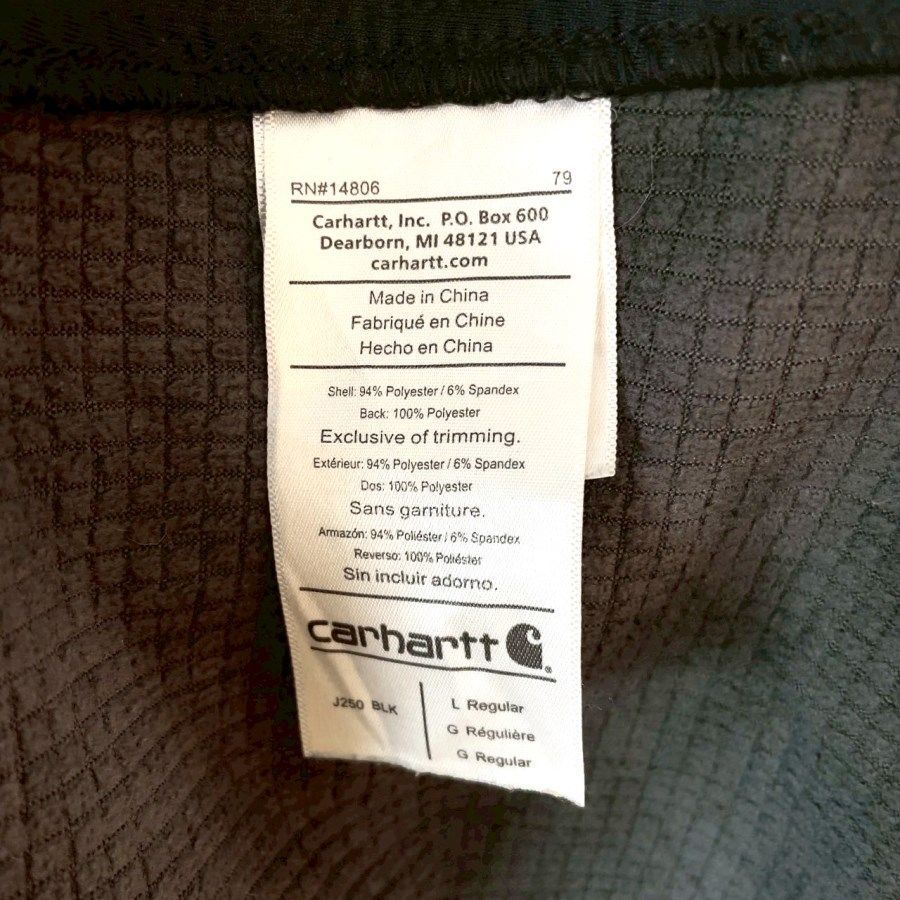 RN#14806 79
Carhartt, Inc. P.O. Box 600
Dearborn, MI 48121 USA
carhartt.com
Made in China
Fabriqué en Chine
Hecho en China
Shell: 94% Polyester / 6% Spandex
Back: 100% Polyester
Exclusive of trimming.
Extérieur: 94% Polyester / 6% Spandex
Dos: 100% Polyester
Sans garniture.
Armazón: 94% Poliéster / 6% Spandex
Reverso: 100% Poliéster
Sin incluir adorno.
carhartt ®
J250 BLK L Regular
G Régulière
G Regular